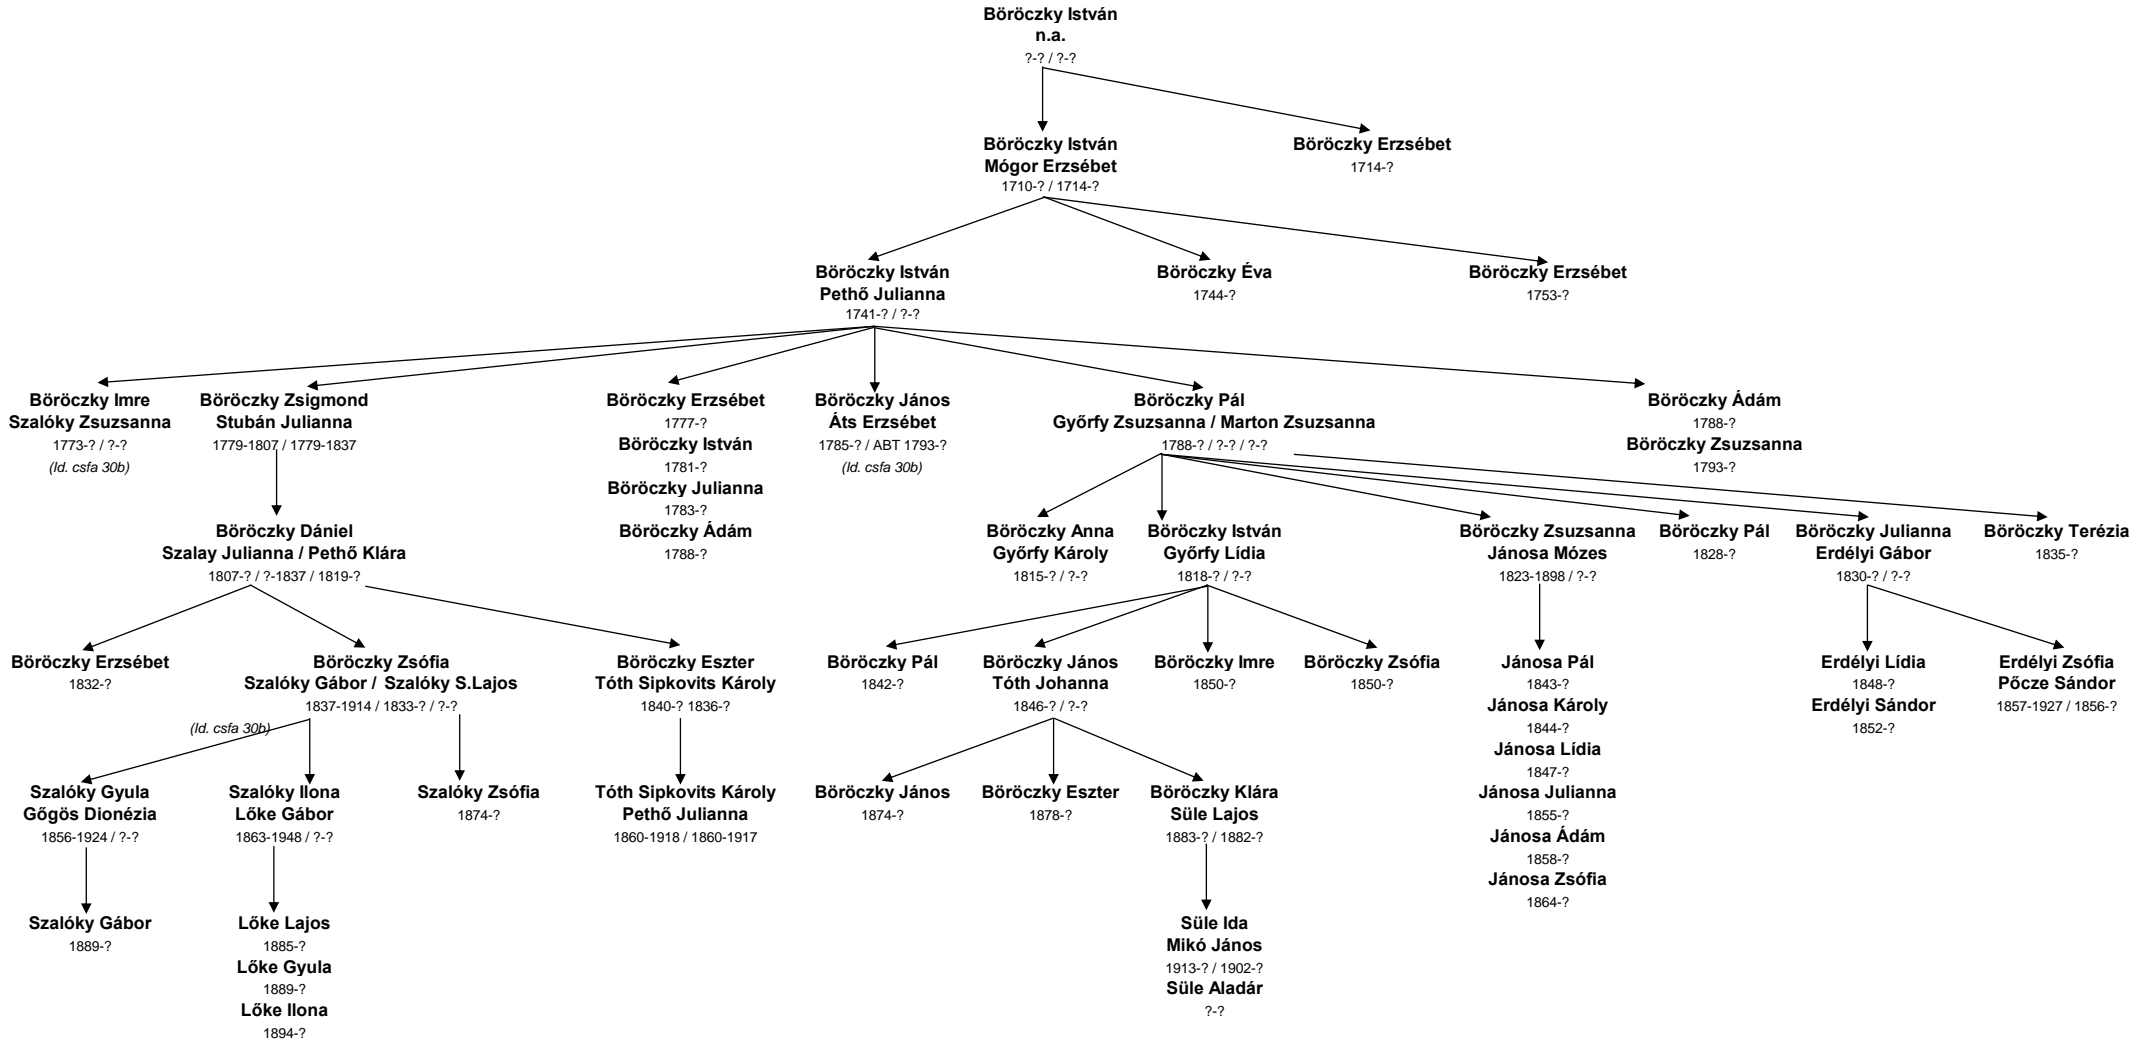 Böröczky István
n.a.
?-? / ?-?
Böröczky István
Mógor Erzsébet
1710-? / 1714-?
Böröczky Erzsébet
1714-?
Böröczky István
Pethő Julianna
1741-? / ?-?
Böröczky Éva
1744-?
Böröczky Erzsébet
1753-?
Böröczky Imre
Szalóky Zsuzsanna
1773-? / ?-?
(ld. csfa 30b)
Böröczky Zsigmond
Stubán Julianna
1779-1807 / 1779-1837
Böröczky Erzsébet
1777-?
Böröczky István
1781-?
Böröczky Julianna
1783-?
Böröczky Ádám
1788-?
Böröczky János
Áts Erzsébet
1785-? / ABT 1793-?
(ld. csfa 30b)
Böröczky Pál
Győrfy Zsuzsanna / Marton Zsuzsanna
1788-? / ?-? / ?-?
Böröczky Ádám
1788-?
Böröczky Zsuzsanna
1793-?
Böröczky Dániel
Szalay Julianna / Pethő Klára
1807-? / ?-1837 / 1819-?
Böröczky Anna
Győrfy Károly
1815-? / ?-?
Böröczky István
Győrfy Lídia
1818-? / ?-?
Böröczky Zsuzsanna
Jánosa Mózes
1823-1898 / ?-?
Böröczky Pál
1828-?
Böröczky Julianna
Erdélyi Gábor
1830-? / ?-?
Böröczky Terézia
1835-?
Böröczky Erzsébet
1832-?
Böröczky Zsófia
Szalóky Gábor / Szalóky S.Lajos
1837-1914 / 1833-? / ?-?
(ld. csfa 30b)
Böröczky Eszter
Tóth Sipkovits Károly
1840-? 1836-?
Böröczky Pál
1842-?
Böröczky János
Tóth Johanna
1846-? / ?-?
Böröczky Imre
1850-?
Böröczky Zsófia
1850-?
Jánosa Pál
1843-?
Jánosa Károly
1844-?
Jánosa Lídia
1847-?
Jánosa Julianna
1855-?
Jánosa Ádám
1858-?
Jánosa Zsófia
1864-?
Erdélyi Lídia
1848-?
Erdélyi Sándor
1852-?
Erdélyi Zsófia
Pőcze Sándor
1857-1927 / 1856-?
Szalóky Gyula
Gőgös Dionézia
1856-1924 / ?-?
Szalóky Ilona
Lőke Gábor
1863-1948 / ?-?
Szalóky Zsófia
1874-?
Tóth Sipkovits Károly
Pethő Julianna
1860-1918 / 1860-1917
Böröczky János
1874-?
Böröczky Eszter
1878-?
Böröczky Klára
Süle Lajos
1883-? / 1882-?
Szalóky Gábor
1889-?
Lőke Lajos
1885-?
Lőke Gyula
1889-?
Lőke Ilona
1894-?
Süle Ida
Mikó János
1913-? / 1902-?
Süle Aladár
?-?